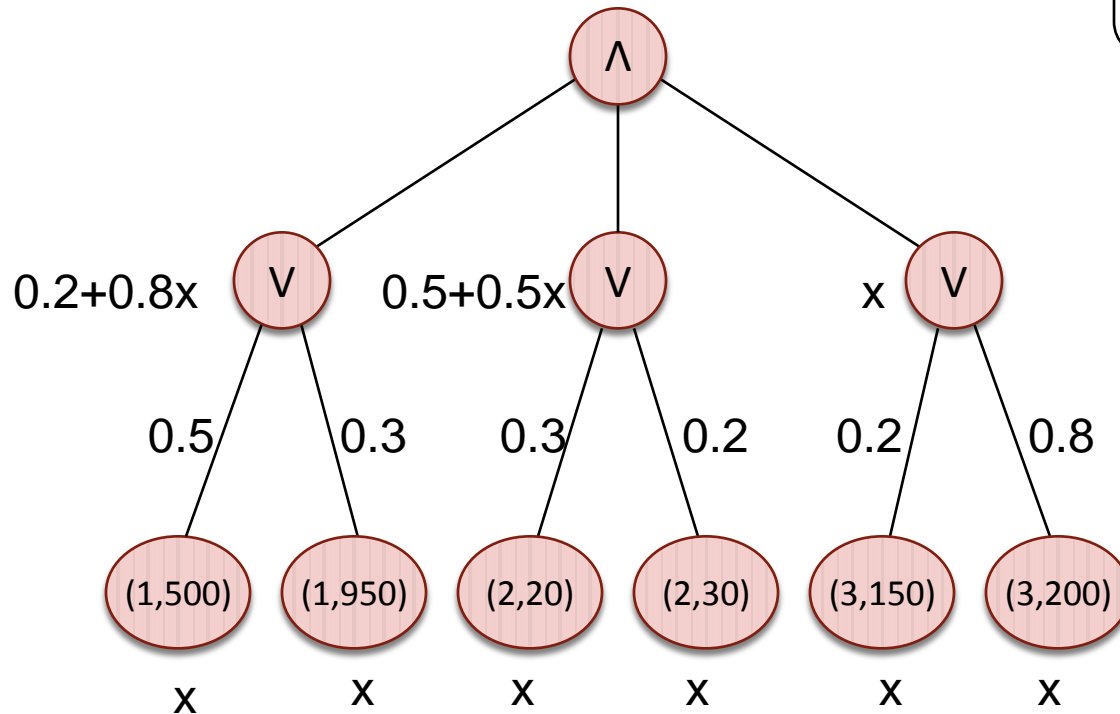 Λ
0.2+0.8x V 0.5+0.5x V x V
0.5 0.3 0.3 0.2 0.2 0.8
(1,500) (1,950) (2,20) (2,30) (3,150) (3,200)
x x x x x x